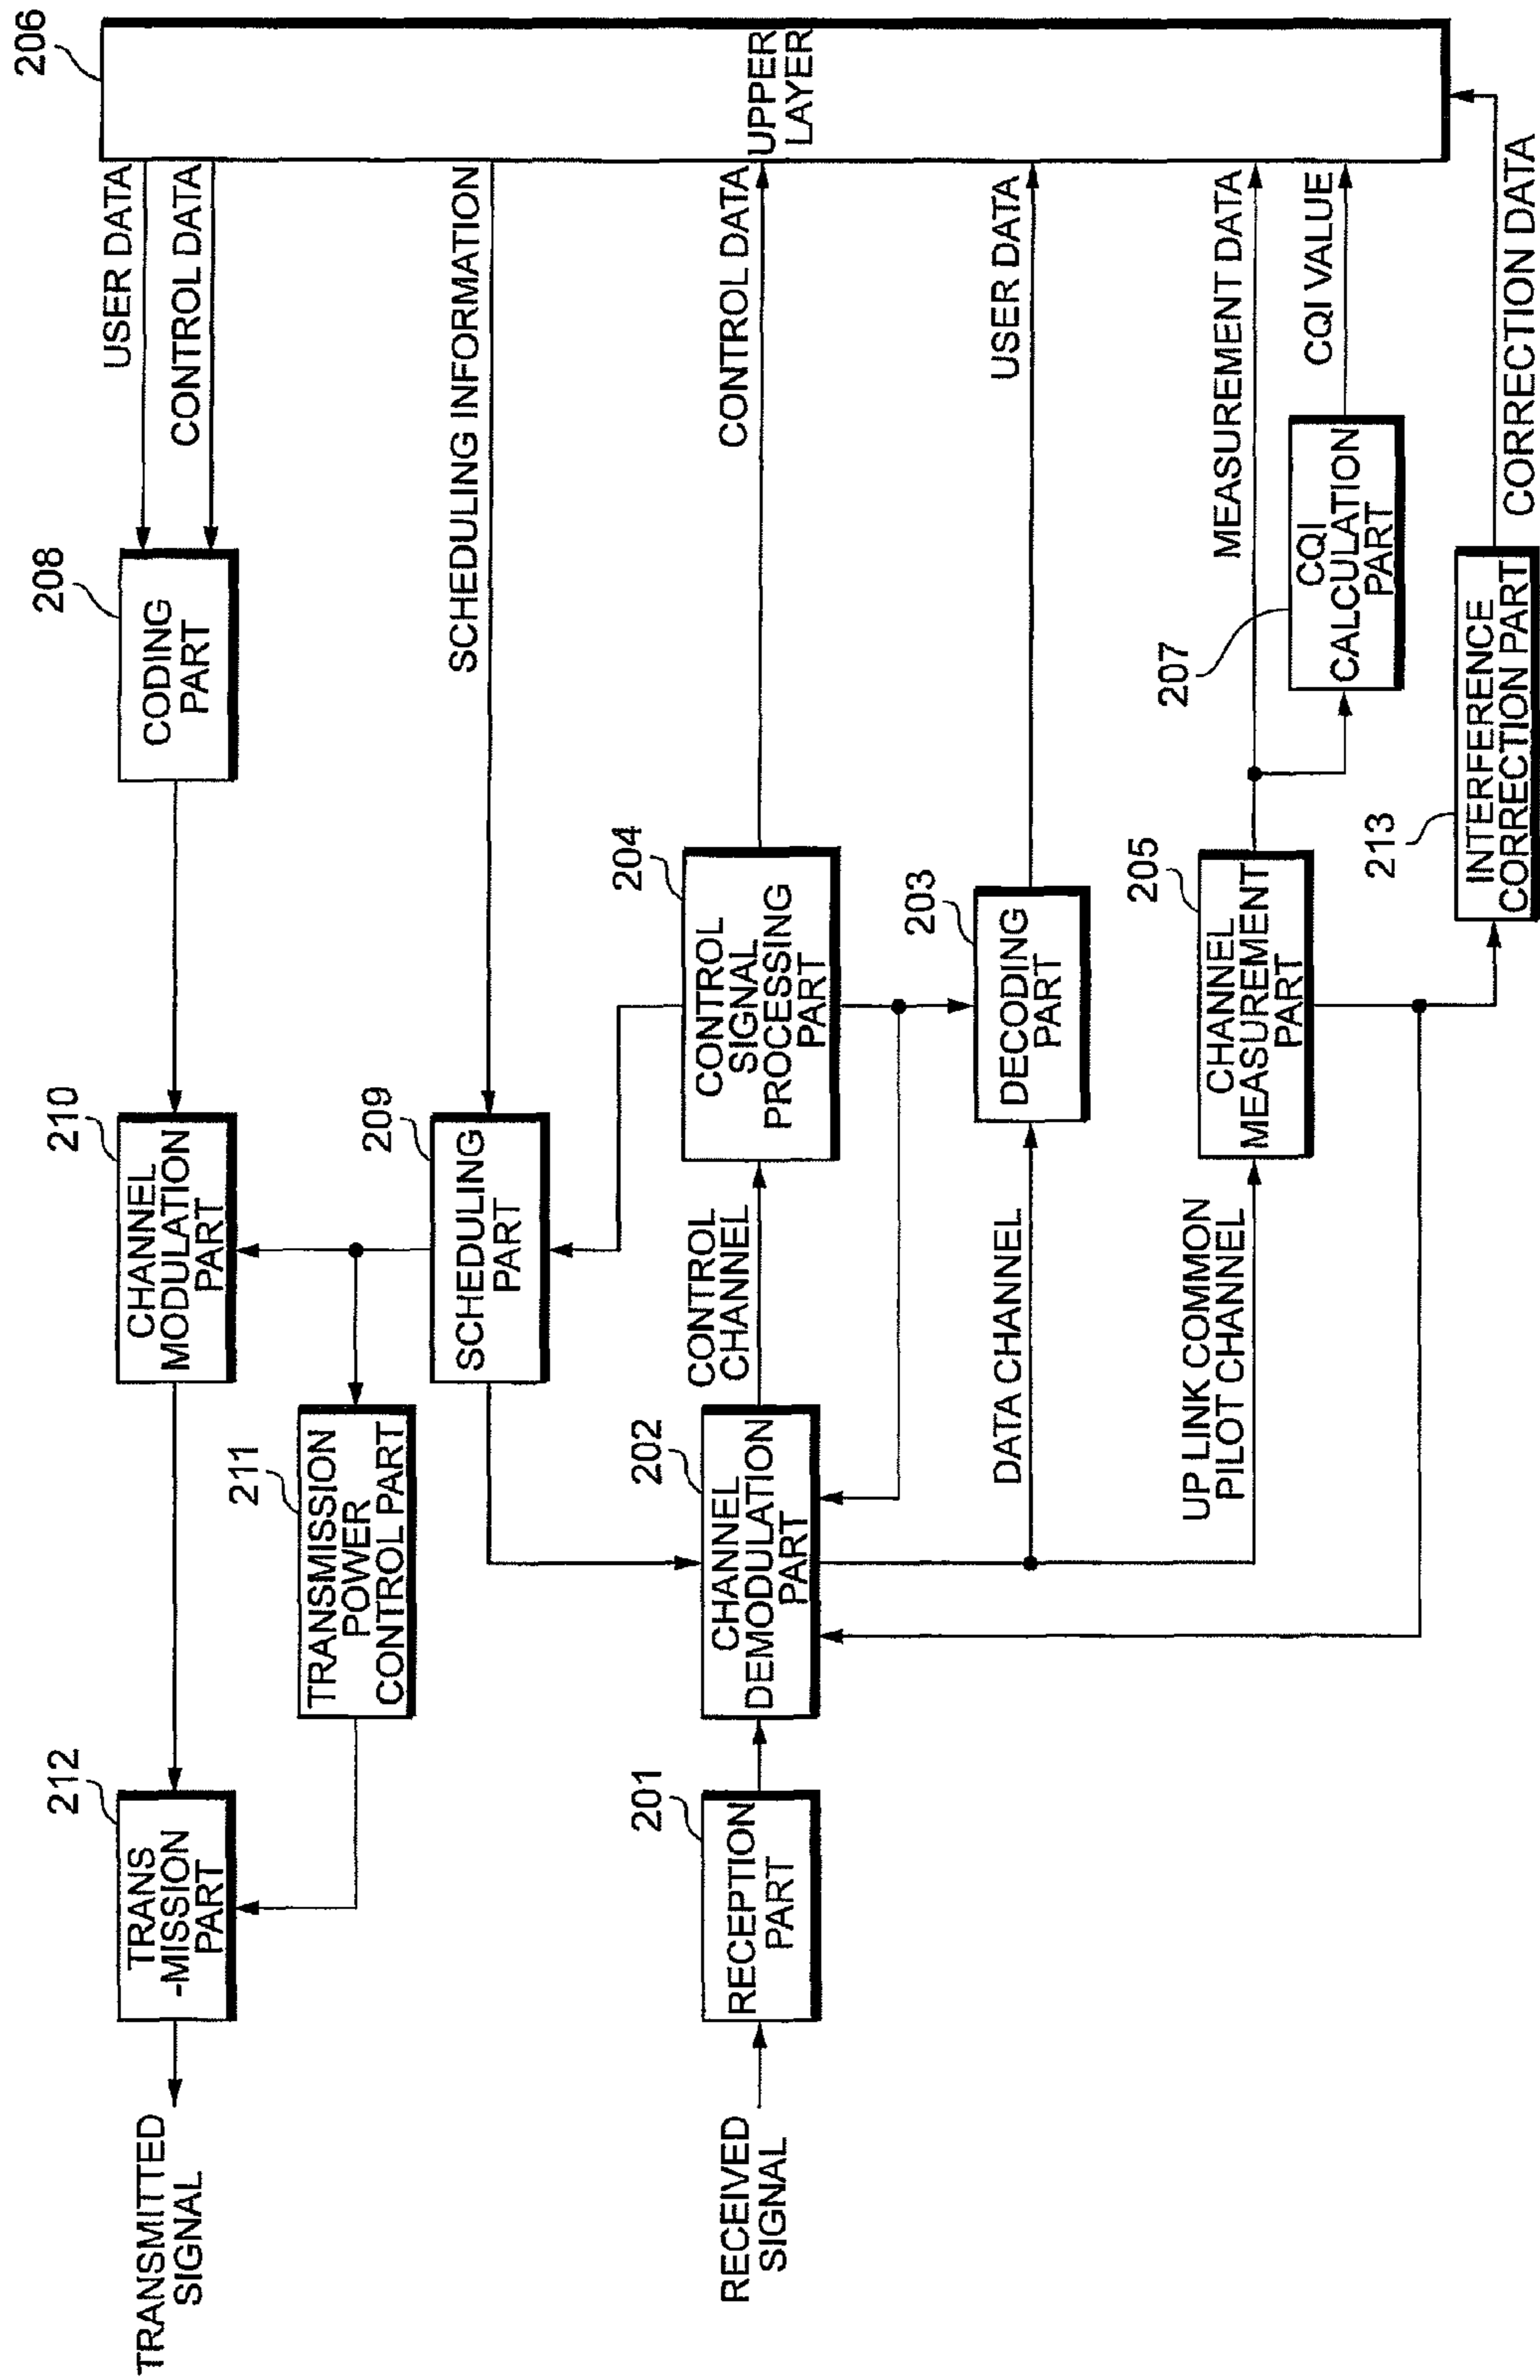 206
UPPER
LAYER
USER DATA
CONTROL DATA
208
CODING
PART
SCHEDULING INFORMATION
CONTROL DATA
USER DATA
MEASUREMENT DATA
CQI VALUE
CORRECTION DATA
207
CQI
CALCULATION
PART
213
INTERFERENCE
CORRECTION PART
210
CHANNEL
MODULATION
PART
209
SCHEDULING
PART
204
CONTROL
SIGNAL
PROCESSING
PART
203
DECODING
PART
205
CHANNEL
MEASUREMENT
PART
211
TRANSMISSION
POWER
CONTROL PART
202
CHANNEL
DEMODULATION
PART
CONTROL
CHANNEL
DATA CHANNEL
UP LINK COMMON
PILOT CHANNEL
212
TRANS
-MISSION
PART
201
RECEPTION
PART
TRANSMITTED
SIGNAL
RECEIVED
SIGNAL